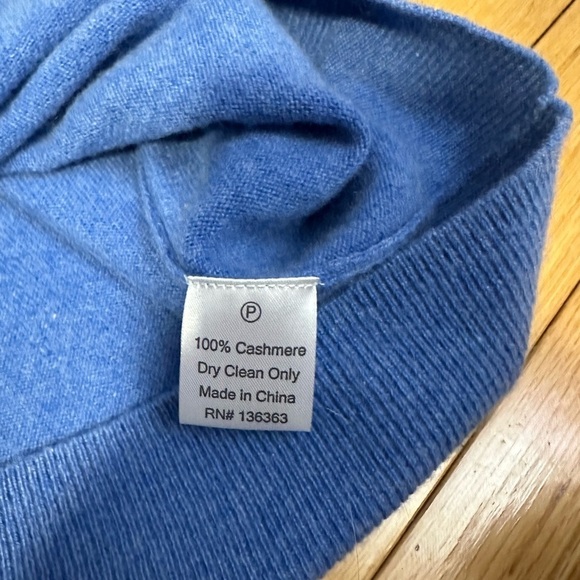 P
100% Cashmere
Dry Clean Only
Made in China
RN# 136363